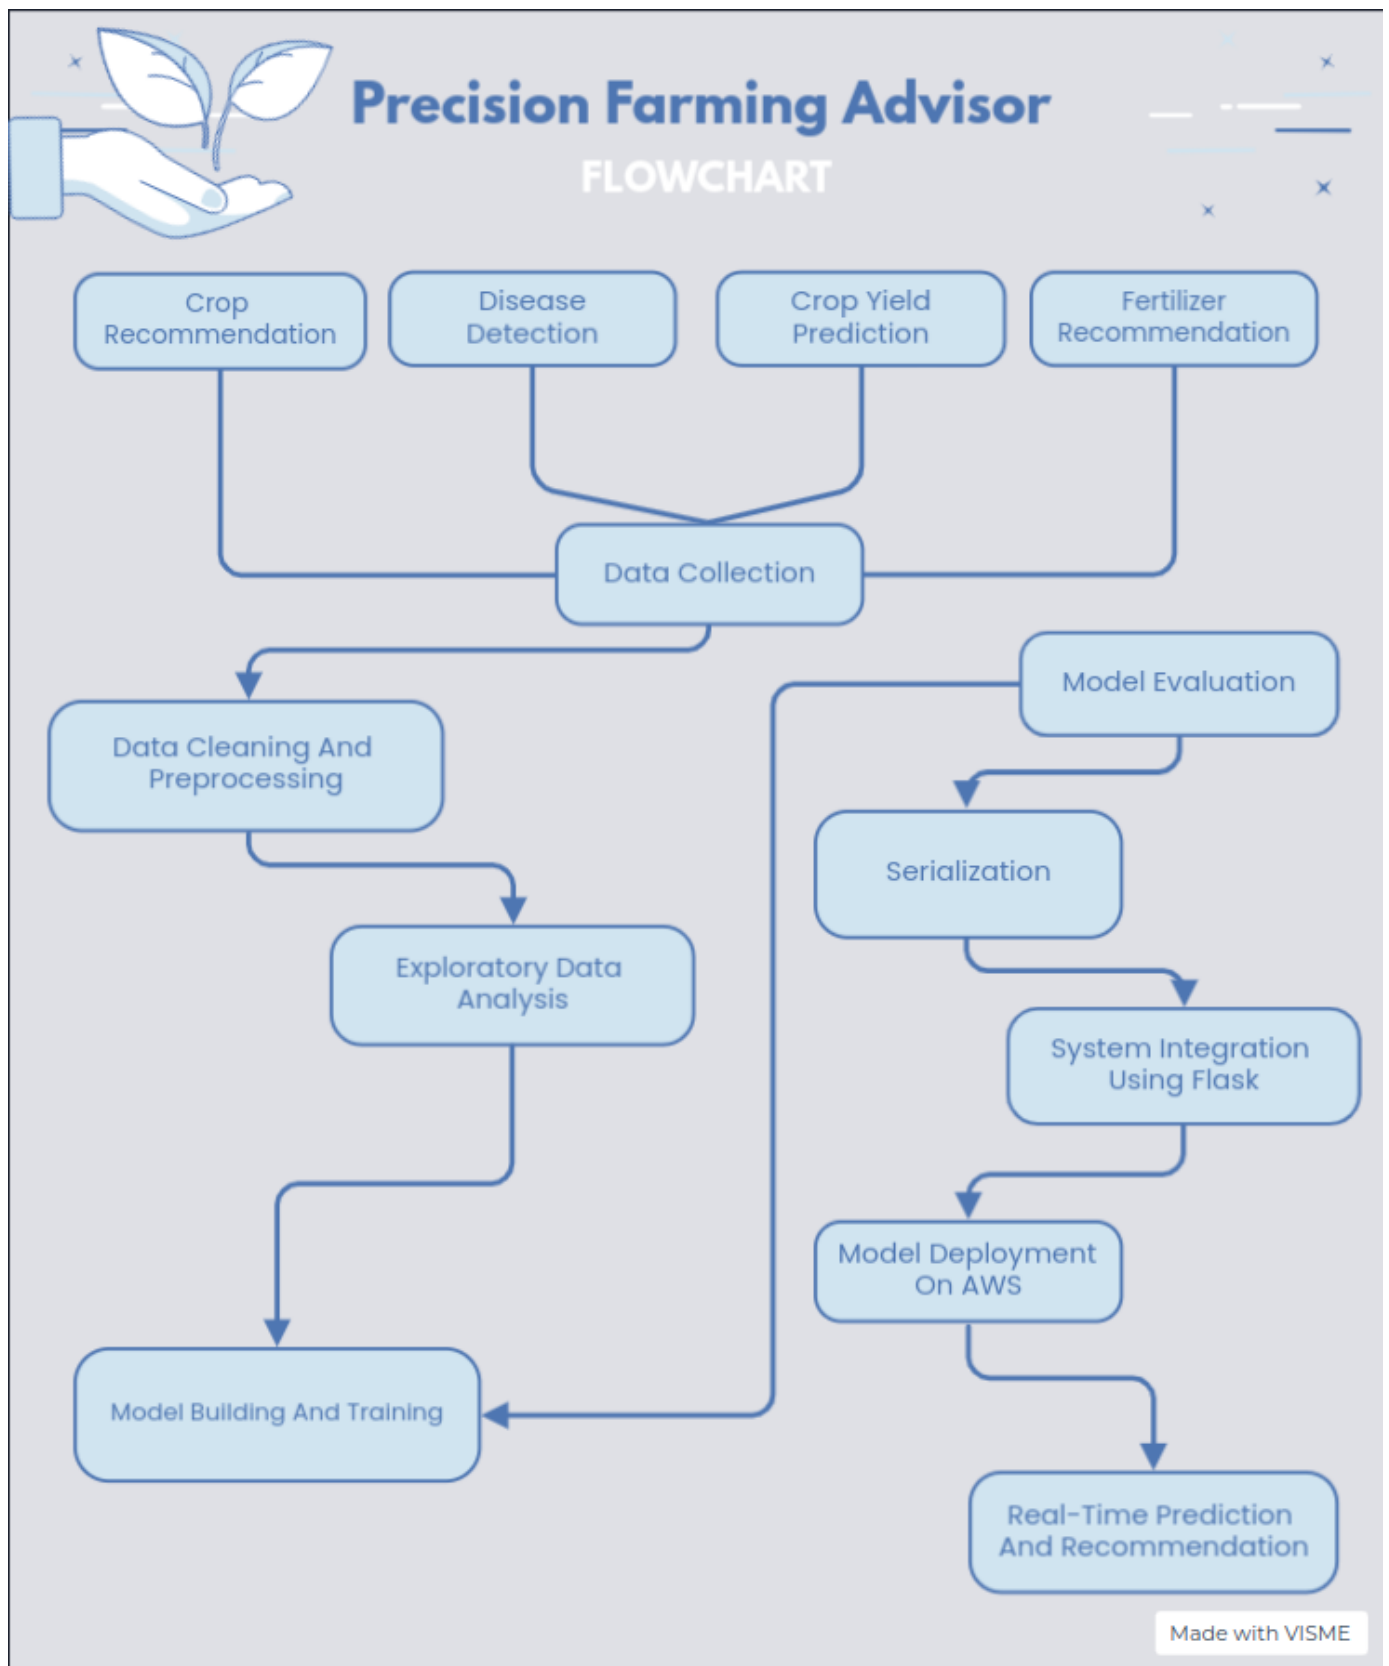 Precision Farming Advisor
FLOWCHART
Crop
Recommendation
Disease
Detection
Crop Yield
Prediction
Fertilizer
Recommendation
Data Collection
Model Evaluation
Data Cleaning And
Preprocessing
Serialization
Exploratory Data
Analysis
System Integration
Using Flask
Model Deployment
On AWS
Model Building And Training
Real-Time Prediction
And Recommendation
Made with VISME